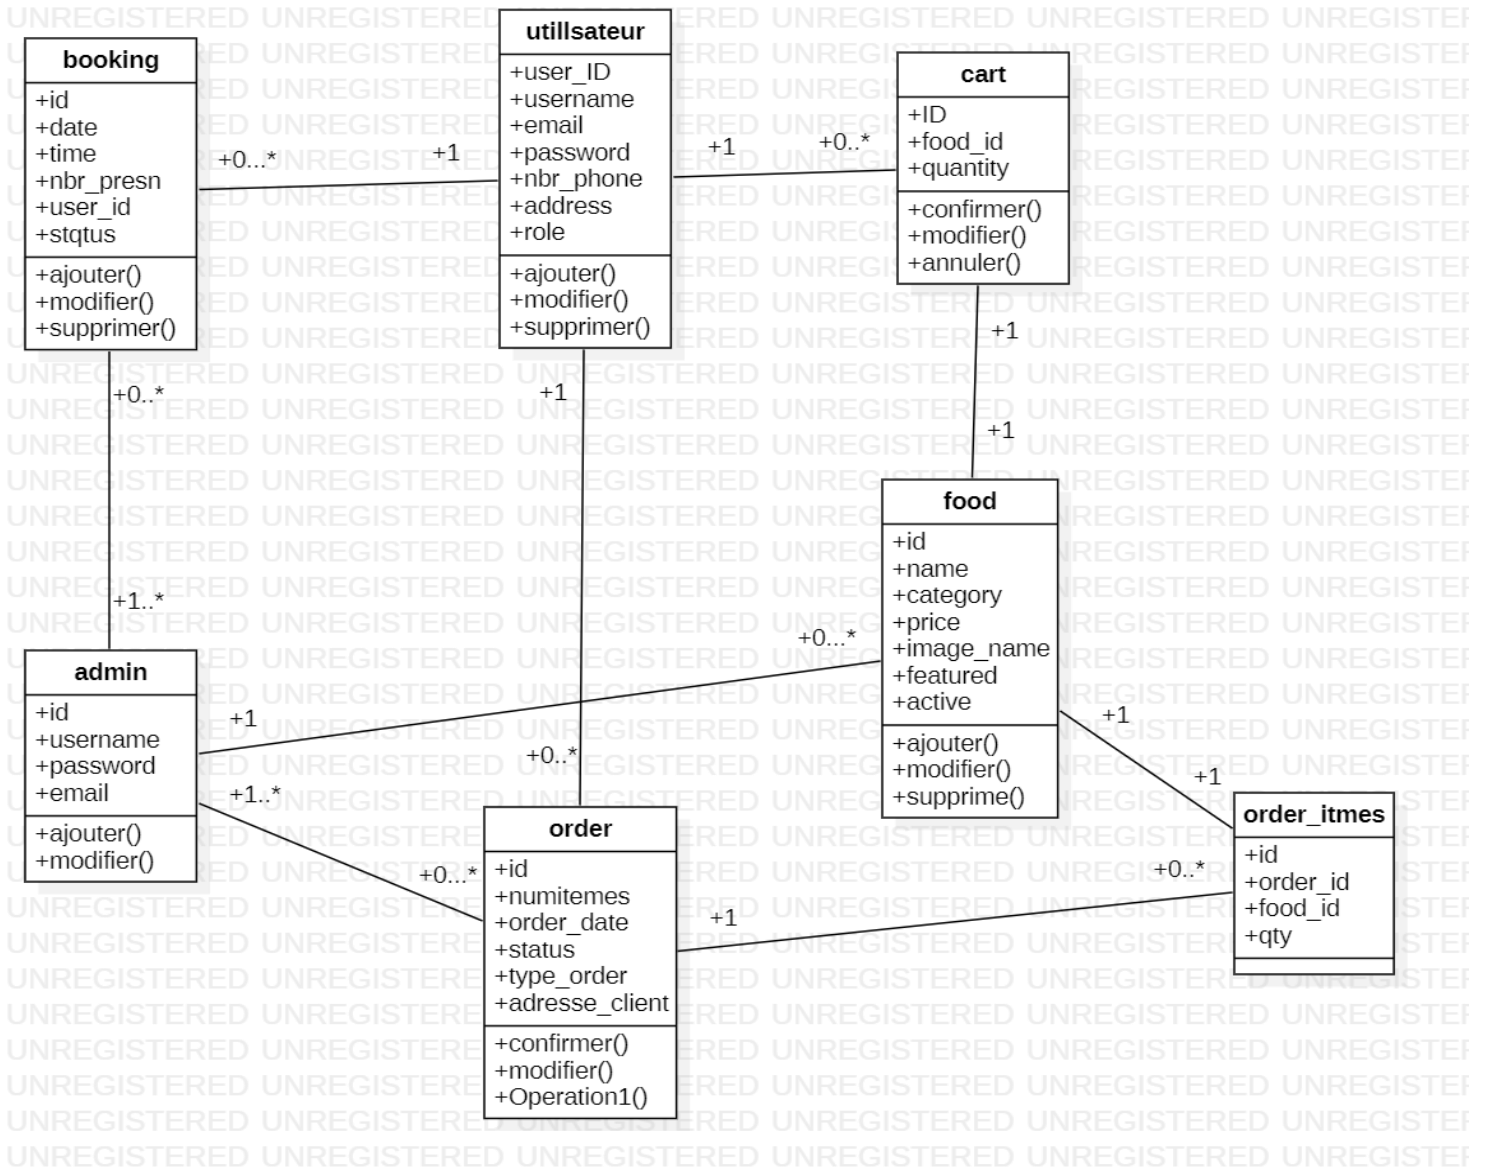 booking
+id
+date
+time
+nbr_presn
+user_id
+stqtus
+ajouter()
+modifier()
+supprimer()
+0...*
+1
utillsateur
+user_ID
+username
+email
+password
+nbr_phone
+address
+role
+ajouter()
+modifier()
+supprimer()
+1
+0..*
cart
+ID
+food_id
+quantity
+confirmer()
+modifier()
+annuler()
+1
+1
+0..*
+1..*
+1
+0..*
food
+id
+name
+category
+price
+image_name
+featured
+active
+ajouter()
+modifier()
+supprime()
+0...*
+1
admin
+id
+username
+password
+email
+ajouter()
+modifier()
+1..*
+0...*
order
+id
+numitemes
+order_date
+status
+type_order
+adresse_client
+confirmer()
+modifier()
+Operation1()
+1
+0..*
+1
+1
order_itmes
+id
+order_id
+food_id
+qty
UNREGISTERED